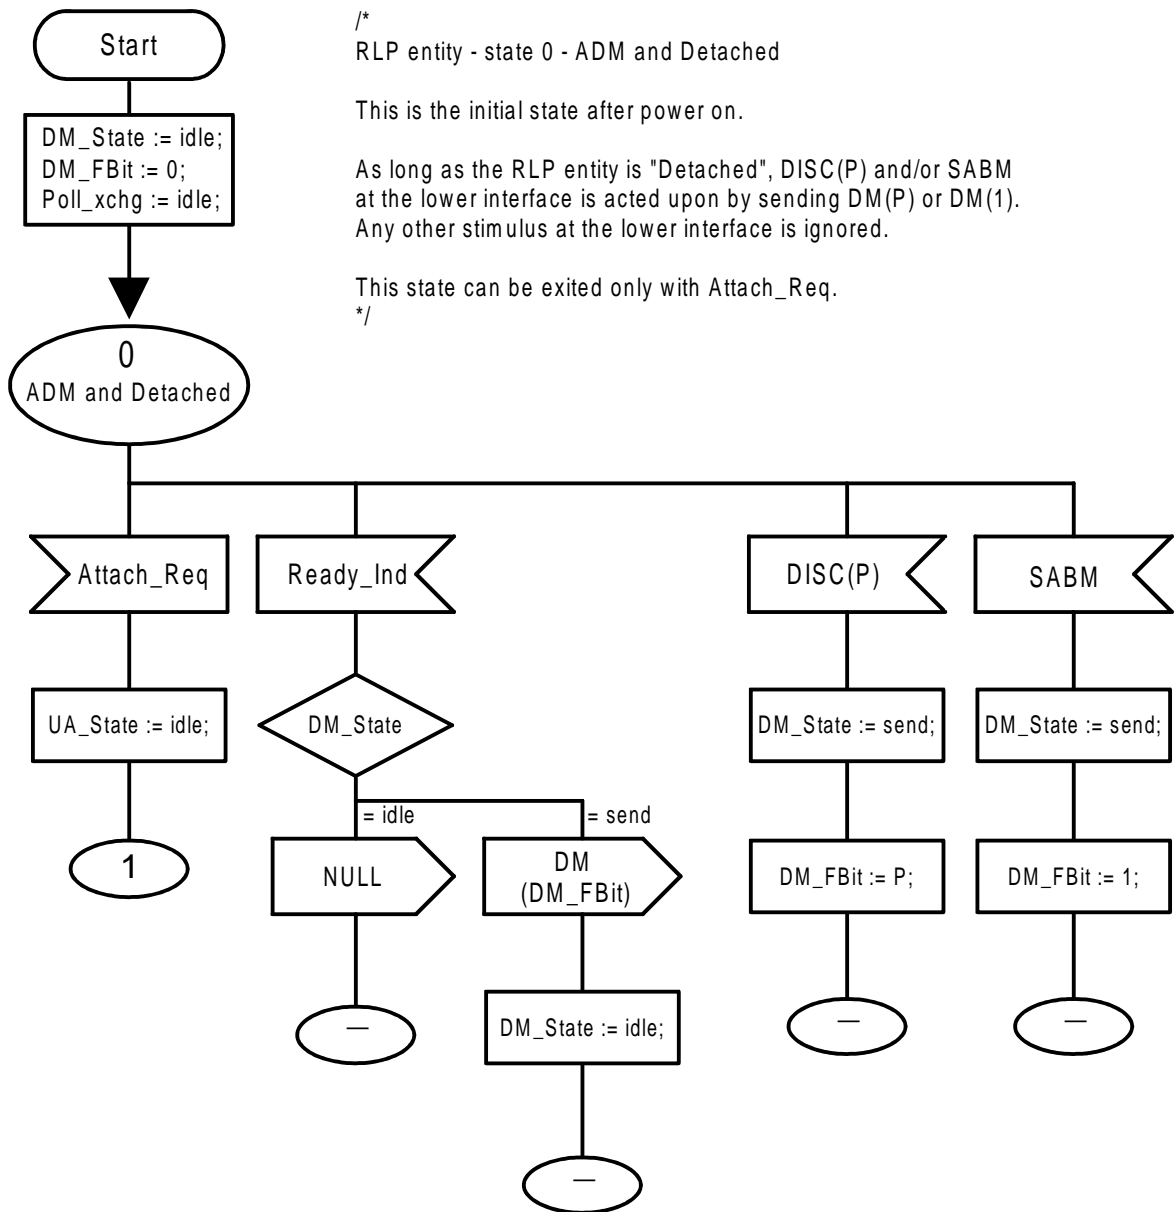 Start
/*
RLP entity - state 0 - ADM and Detached
This is the initial state after power on.
As long as the RLP entity is "Detached", DISC(P) and/or SABM
at the lower interface is acted upon by sending DM(P) or DM(1).
Any other stimulus at the lower interface is ignored.
This state can be exited only with Attach_Req.
*/
DM_State := idle;
DM_FBit := 0;
Poll_xchg := idle;
0
ADM and Detached
Attach_Req
Ready_Ind
DISC(P)
SABM
UA_State := idle;
DM_State
DM_State := send;
DM_State := send;
= idle
= send
1
NULL
DM
(DM_FBit)
DM_FBit := P;
DM_FBit := 1;
–
DM_State := idle;
–
–
–